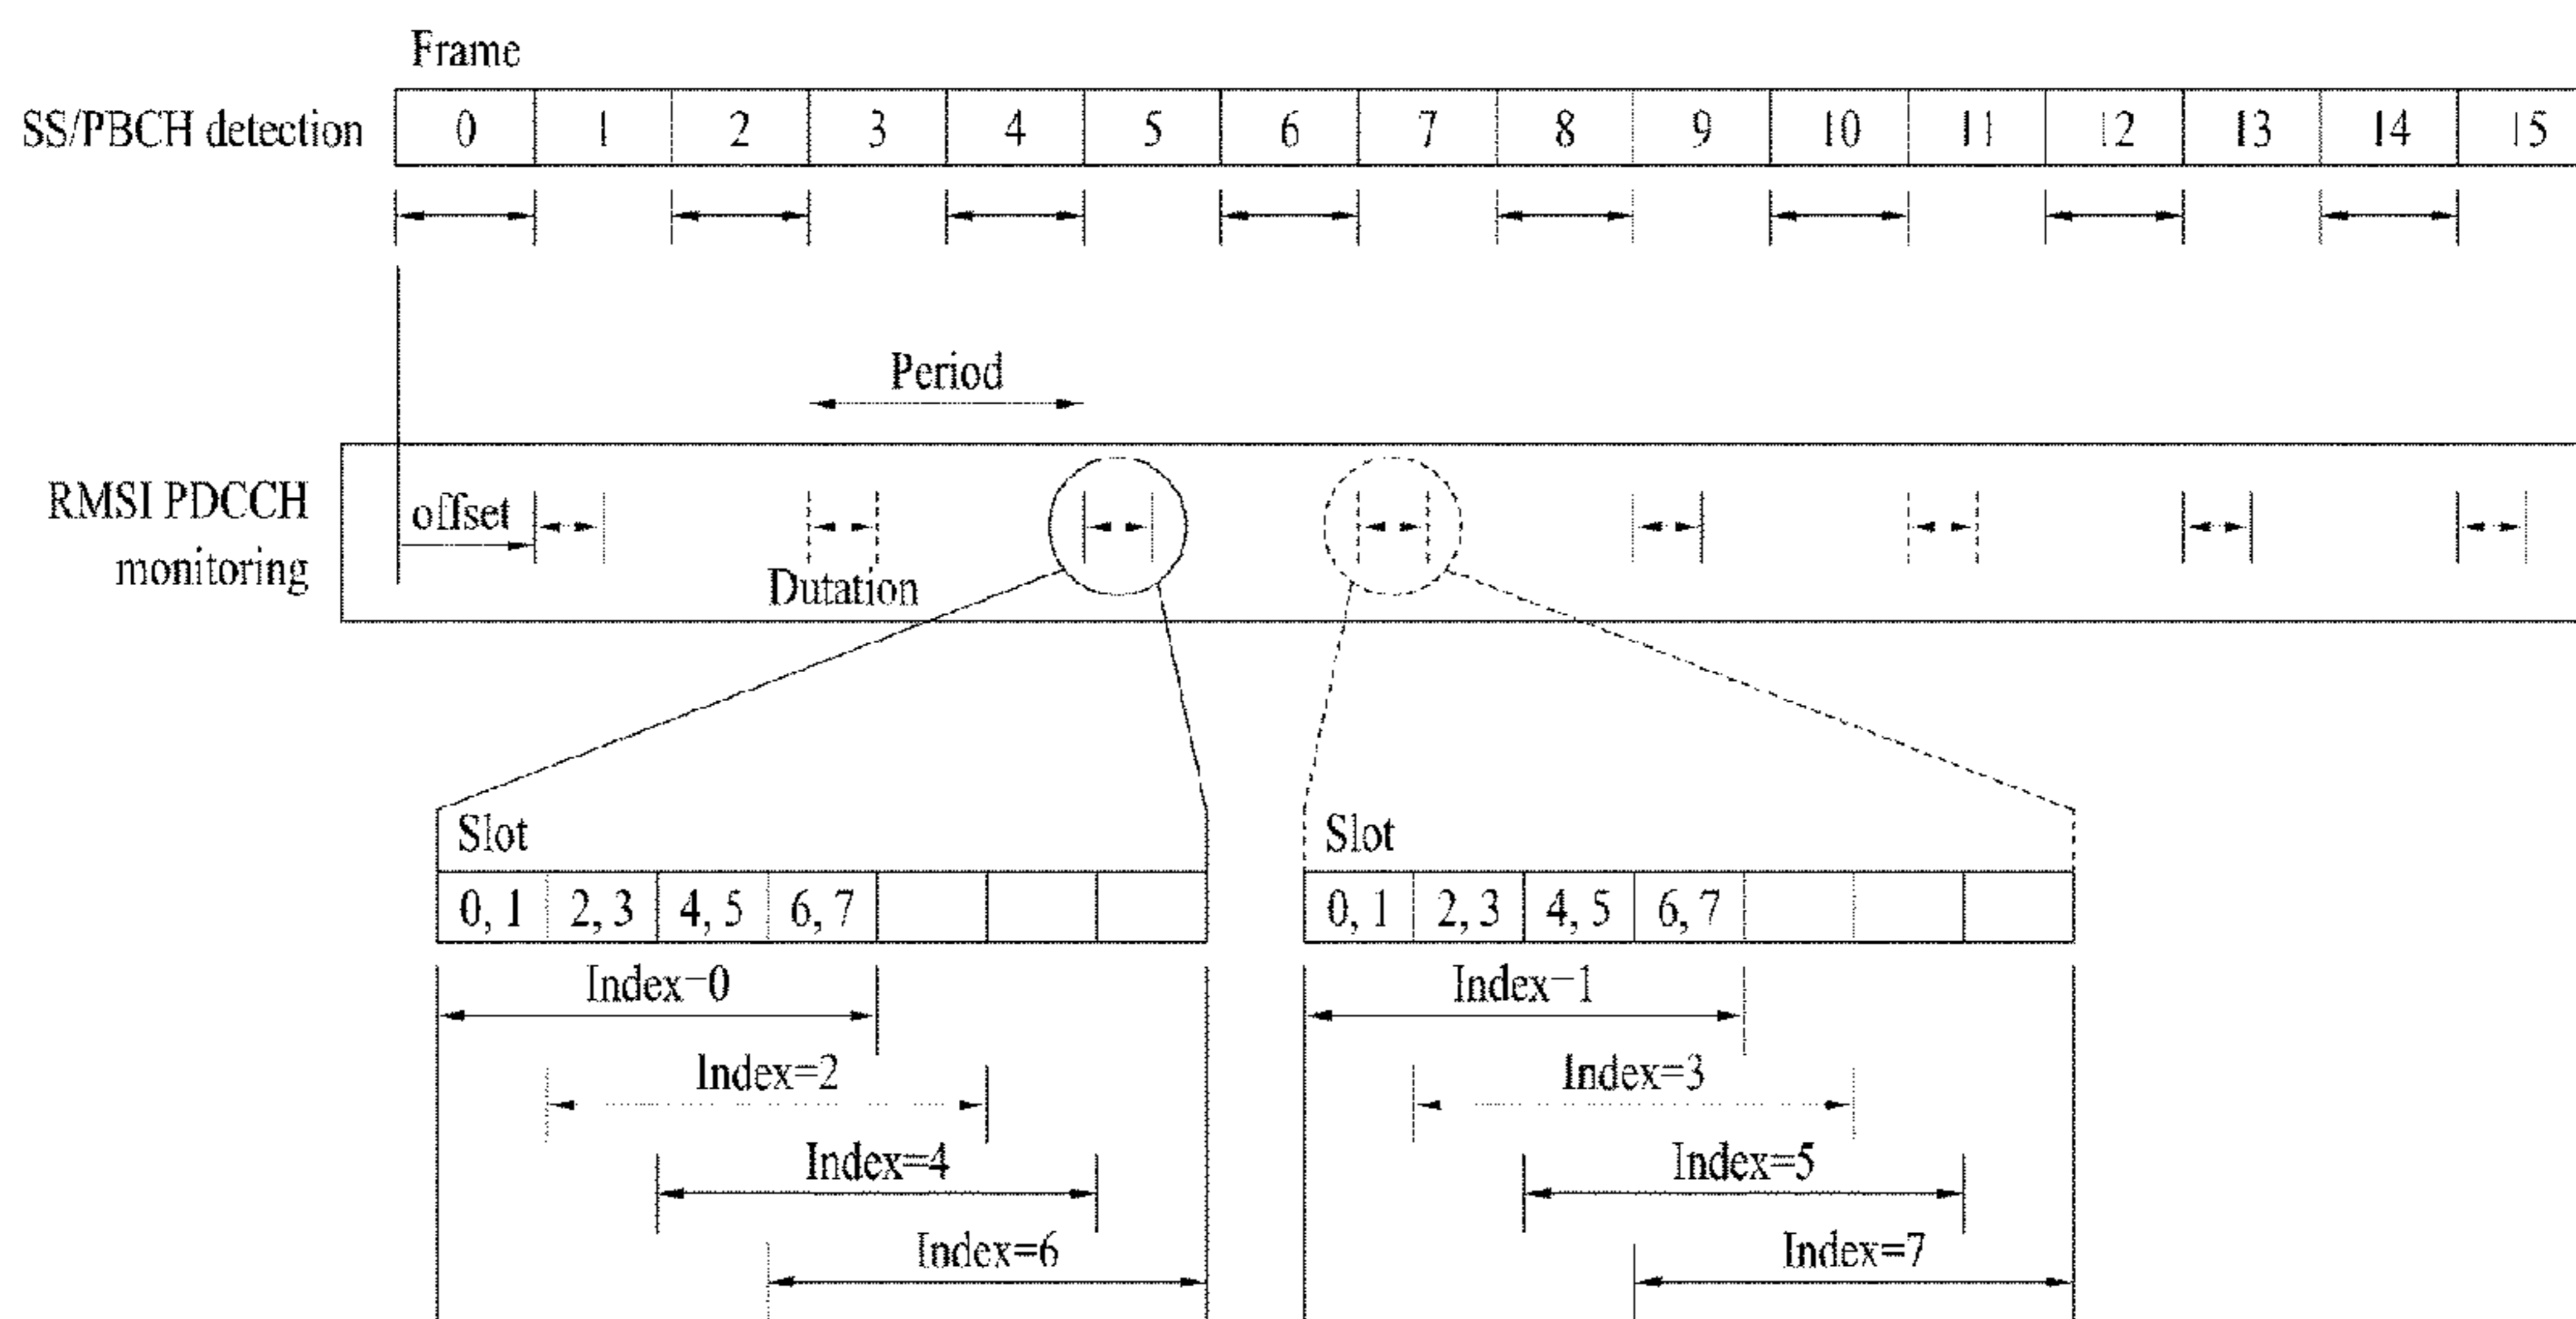 Frame
SS/PBCH detection 0 1 2 3 4 5 6 7 8 9 10 11 12 13 14 15
Period
RMSI PDCCH
monitoring
offset
Dutation
Slot
0, 1 2, 3 4, 5 6, 7
Index=0
Index=2
Index=4
Index=6
Slot
0, 1 2, 3 4, 5 6, 7
Index=1
Index=3
Index=5
Index=7